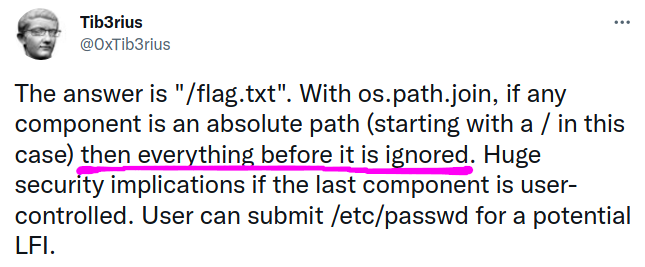 Tib3rius
@0xTib3rius
The answer is "/flag.txt". With os.path.join, if any
component is an absolute path (starting with a / in this
case) then everything before it is ignored. Huge
security implications if the last component is user-
controlled. User can submit /etc/passwd for a potential
LFI.